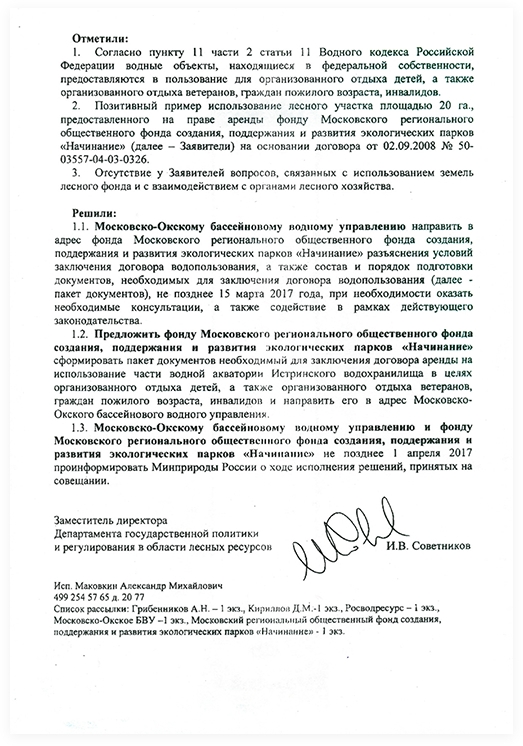 Отметили:
1. Согласно пункту 11 части 2 статьи 11 Водного кодекса Российской
Федерации водные объекты, находящиеся в федеральной собственности,
предоставляются в пользование для организованного отдыха детей, а также
организованного отдыха ветеранов, граждан пожилого возраста, инвалидов.
2. Позитивный пример использование лесного участка площадью 20 га.,
предоставленного на праве аренды фонду Московского регионального
общественного фонда создания, поддержания и развития экологических парков
«Начинание» (далее – Заявители) на основании договора от 02.09.2008 № 50-
03557-04-03-0326.
3. Отсутствие у Заявителей вопросов, связанных с использованием земель
лесного фонда и с взаимодействием с органами лесного хозяйства.
Решили:
1.1. Московско-Окскому бассейновому водному управлению направить в
адрес фонда Московского регионального общественного фонда создания,
поддержания и развития экологических парков «Начинание» разъяснения условий
заключения договора водопользования, а также состав и порядок подготовки
документов, необходимых для заключения договора водопользования (далее -
пакет документов), не позднее 15 марта 2017 года, при необходимости оказать
необходимые консультации, а также содействие в рамках действующего
законодательства.
1.2. Предложить фонду Московского регионального общественного фонда
создания, поддержания и развития экологических парков «Начинание»
сформировать пакет документов необходимый для заключения договора аренды на
использование части водной акватории Истринского водохранилища в целях
организованного отдыха детей, а также организованного отдыха ветеранов,
граждан пожилого возраста, инвалидов и направить его в адрес Московско-
Окского бассейнового водного управления.
1.3. Московско-Окскому бассейновому водному управлению и фонду
Московского регионального общественного фонда создания, поддержания и
развития экологических парков «Начинание» не позднее 1 апреля 2017
проинформировать Минприроды России о ходе исполнения решений, принятых на
совещании.
Заместитель директора
Департамента государственной политики
и регулирования в области лесных ресурсов И.В. Советников
Исп. Маковкин Александр Михайлович
499 254 57 65 д. 20 77
Список рассылки: Грибенников А.Н. – 1 экз., Кириллов Д.М.-1 экз., Росводресурс – 1 экз.,
Московско-Окское БВУ –1 экз., Московский региональный общественный фонд создания,
поддержания и развития экологических парков «Начинание» - 1 экз.